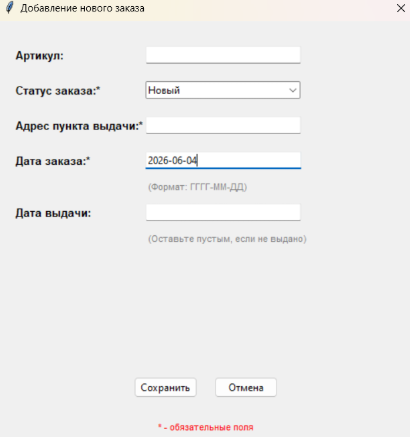 Добавление нового заказа
Артикул:
Статус заказа:* Новый
Адрес пункта выдачи:*
Дата заказа:* 2026-06-04
(Формат: ГГГГ-ММ-ДД)
Дата выдачи:
(Оставьте пустым, если не выдано)
Сохранить Отмена
* - обязательные поля